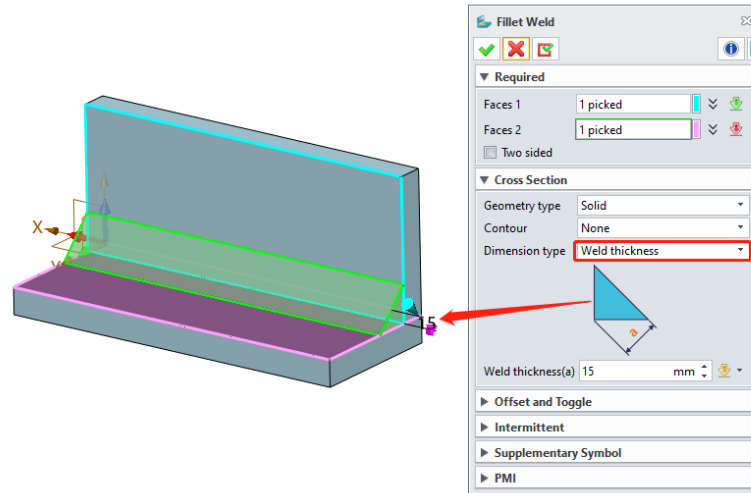 Fillet Weld
Required
Faces 1 1 picked
Faces 2 1 picked
Two sided
Cross Section
Geometry type Solid
Contour None
Dimension type Weld thickness
a
Weld thickness(a) 15 mm
Offset and Toggle
Intermittent
Supplementary Symbol
PMI
X
15